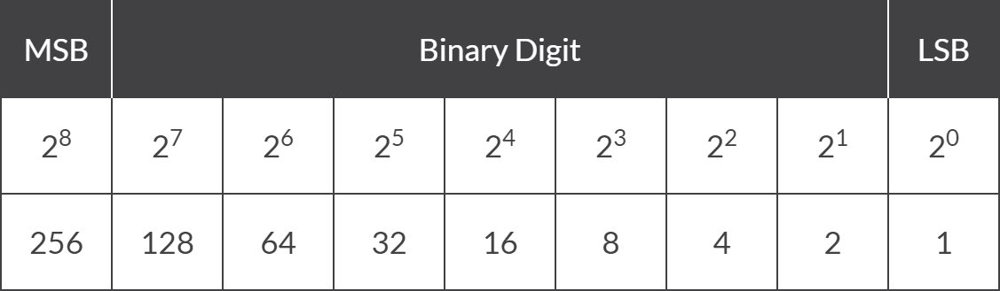 MSB Binary Digit LSB
2⁸ 2⁷ 2⁶ 2⁵ 2⁴ 2³ 2² 2¹ 2⁰
256 128 64 32 16 8 4 2 1